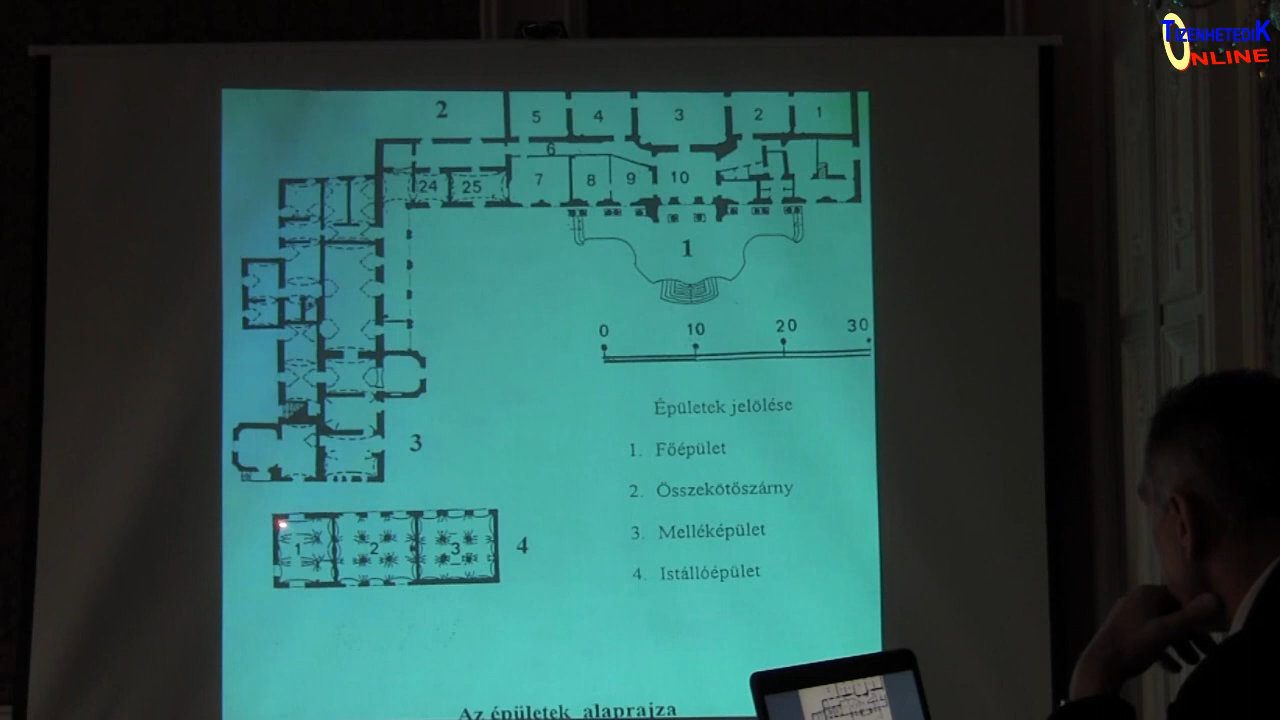 TIZENHETEDIK
ONLINE
2
5 4 3 2 1
6
24 25 7 8 9 10
1
0 10 20 30
Épületek jelölése
1. Főépület
2. Összekötőszárny
3. Melléképület
4. Istállóépület
3
1 2 3 4
Az épületek alaprajza